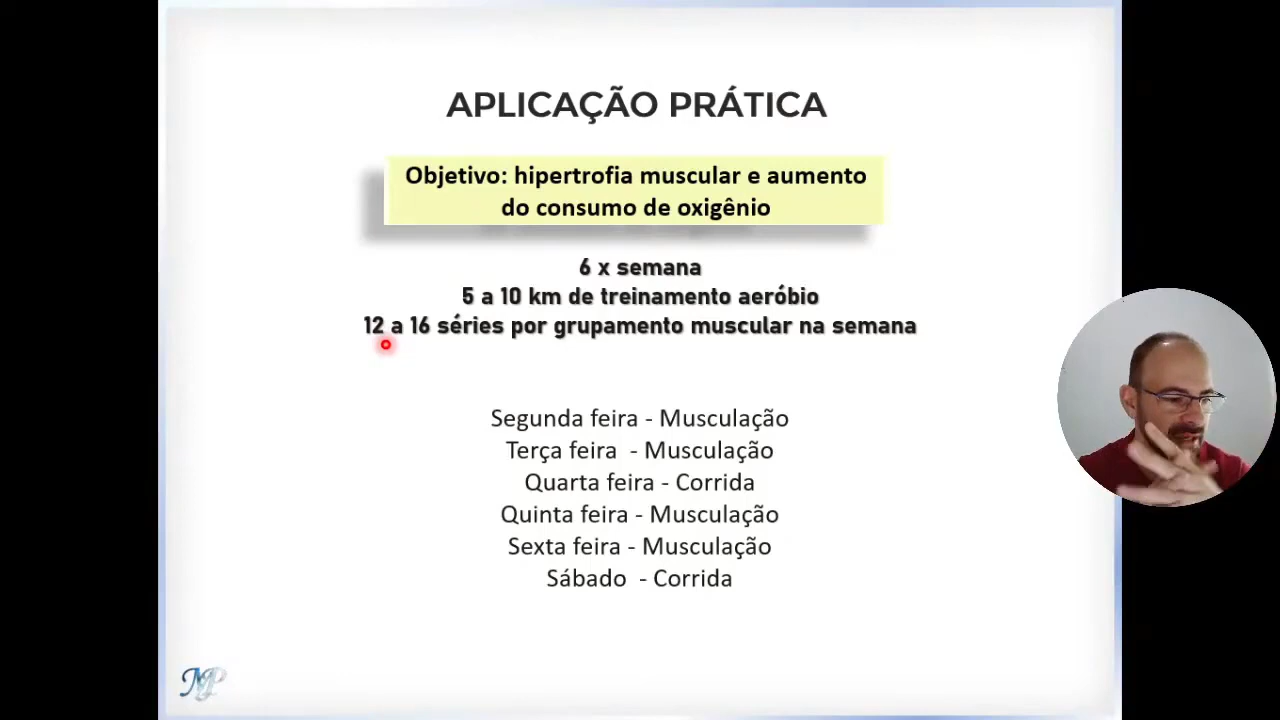 APLICAÇÃO PRÁTICA
Objetivo: hipertrofia muscular e aumento
do consumo de oxigênio
6 x semana
5 a 10 km de treinamento aeróbio
12 a 16 séries por grupamento muscular na semana
Segunda feira - Musculação
Terça feira - Musculação
Quarta feira - Corrida
Quinta feira - Musculação
Sexta feira - Musculação
Sábado - Corrida
MP